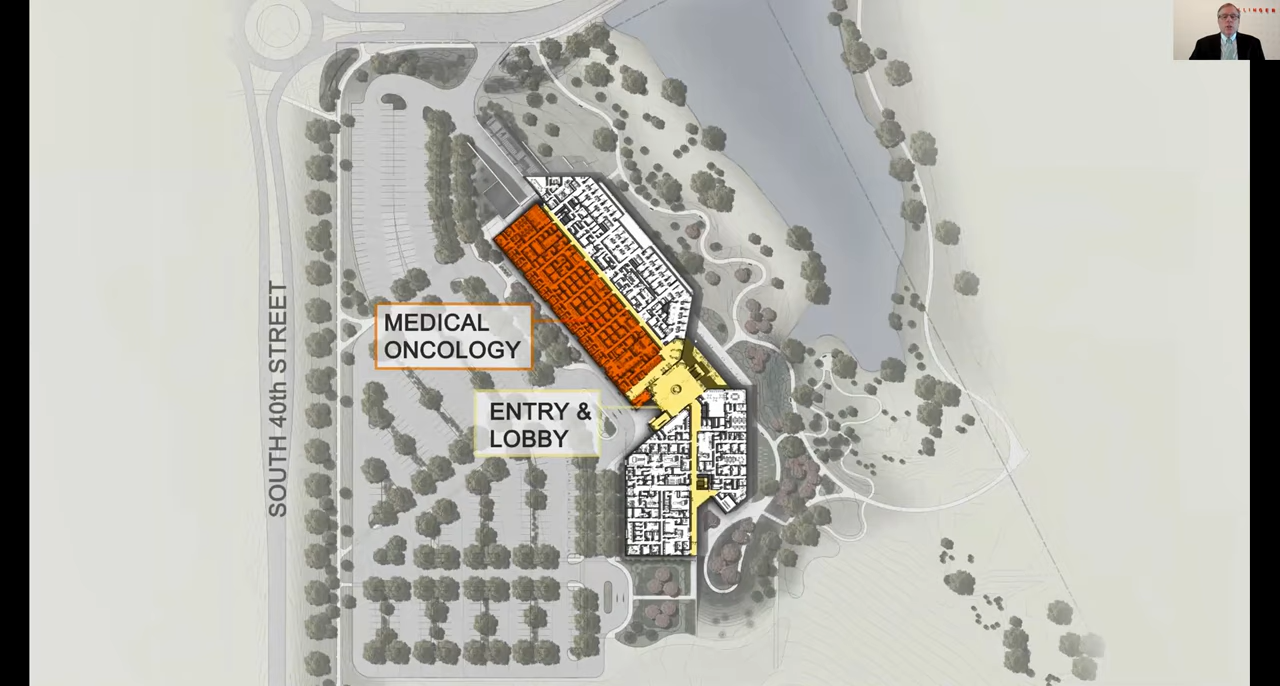 MEDICAL
ONCOLOGY
ENTRY &
LOBBY
SOUTH 40th STREET